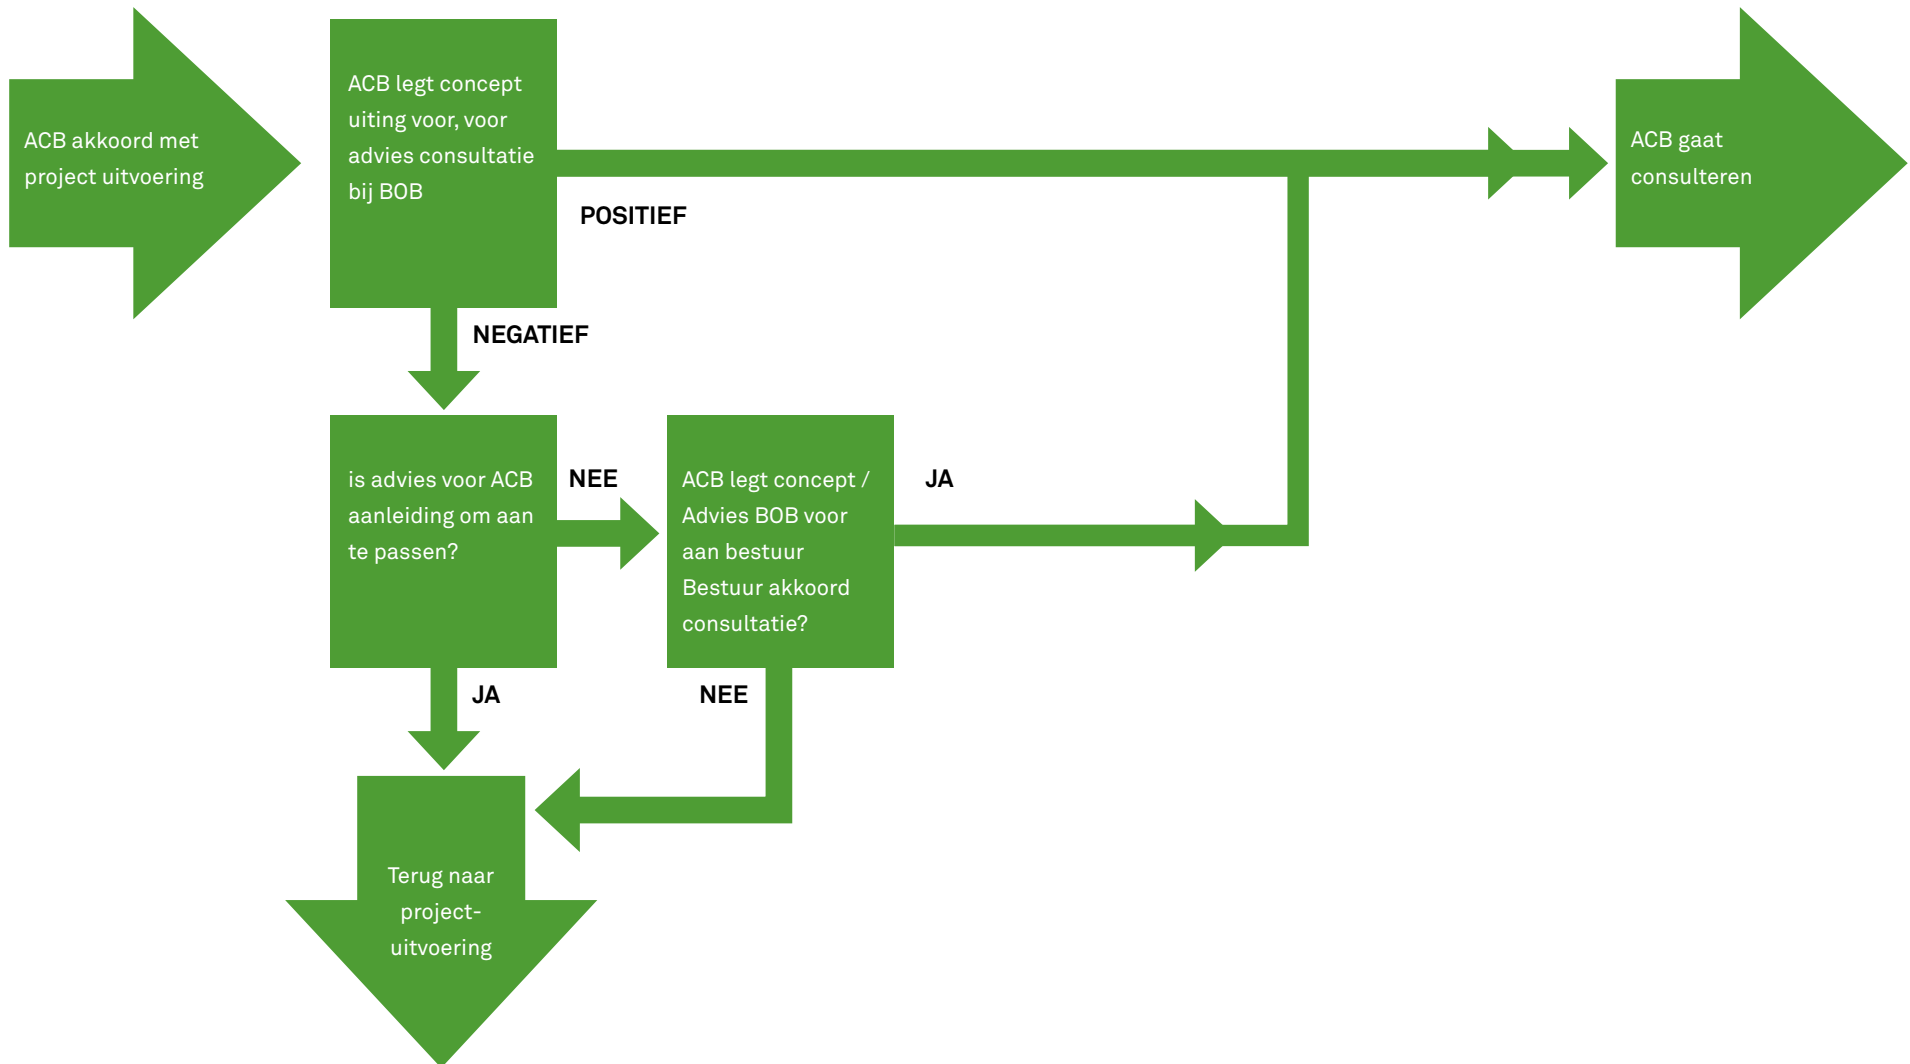 ACB akkoord met
project uitvoering
ACB legt concept
uiting voor, voor
advies consultatie
bij BOB
POSITIEF
ACB gaat
consulteren
NEGATIEF
is advies voor ACB
aanleiding om aan
te passen?
NEE
ACB legt concept /
Advies BOB voor
aan bestuur
Bestuur akkoord
consultatie?
JA
JA
NEE
Terug naar
project-
uitvoering